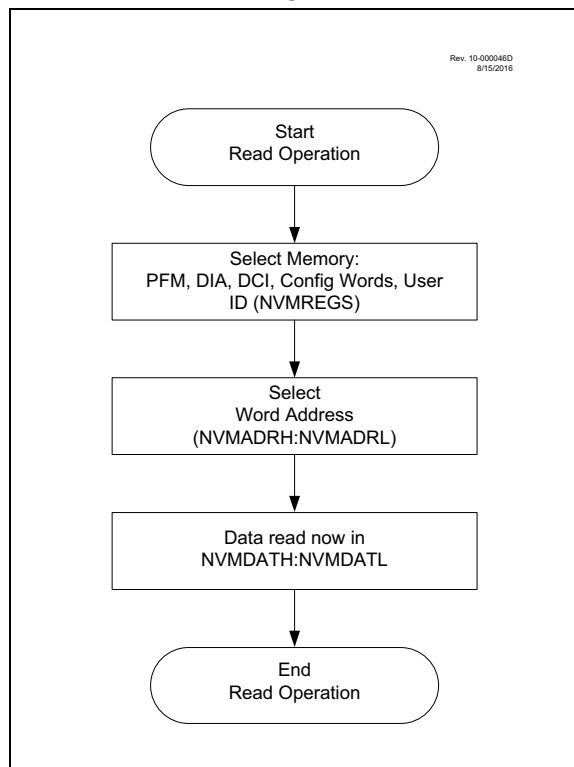 Rev. 10-000046D
8/15/2016
Start
Read Operation
Select Memory:
PFM, DIA, DCI, Config Words, User
ID (NVMREGS)
Select
Word Address
(NVMADRH:NVMADRL)
Data read now in
NVMDATH:NVMDATL
End
Read Operation